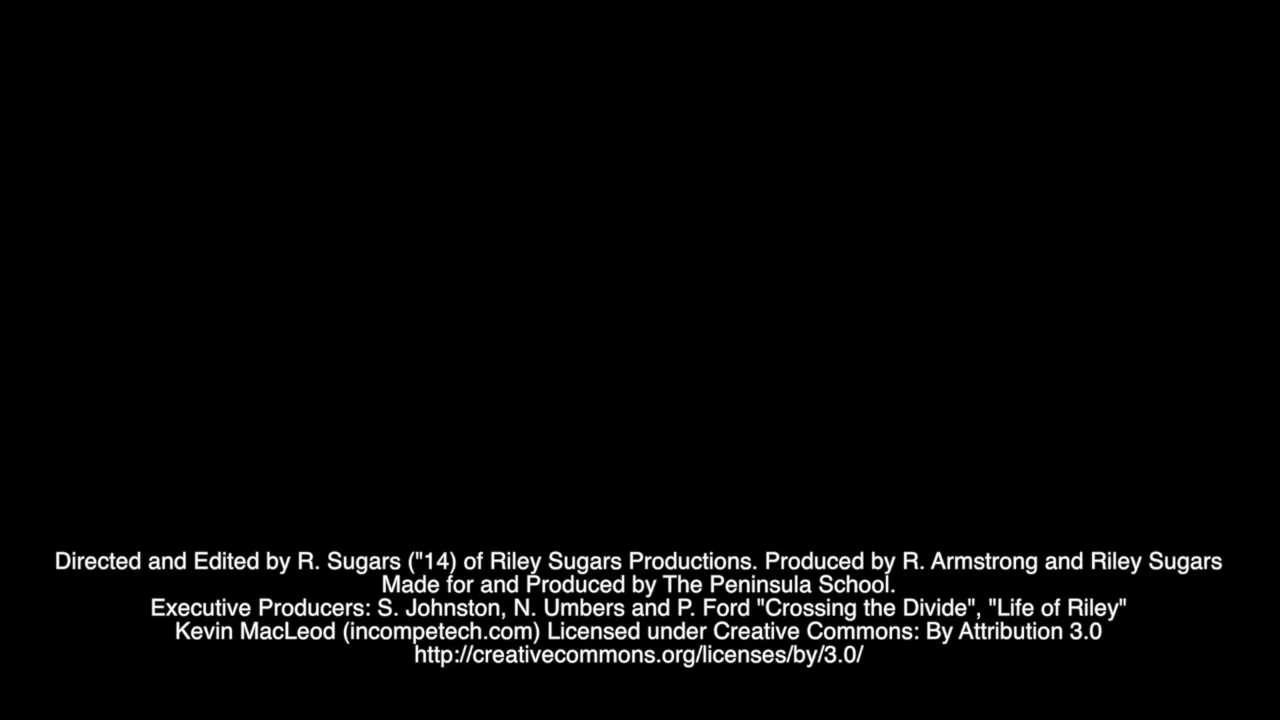 Directed and Edited by R. Sugars ("14) of Riley Sugars Productions. Produced by R. Armstrong and Riley Sugars
Made for and Produced by The Peninsula School.
Executive Producers: S. Johnston, N. Umbers and P. Ford "Crossing the Divide", "Life of Riley"
Kevin MacLeod (incompetech.com) Licensed under Creative Commons: By Attribution 3.0
http://creativecommons.org/licenses/by/3.0/